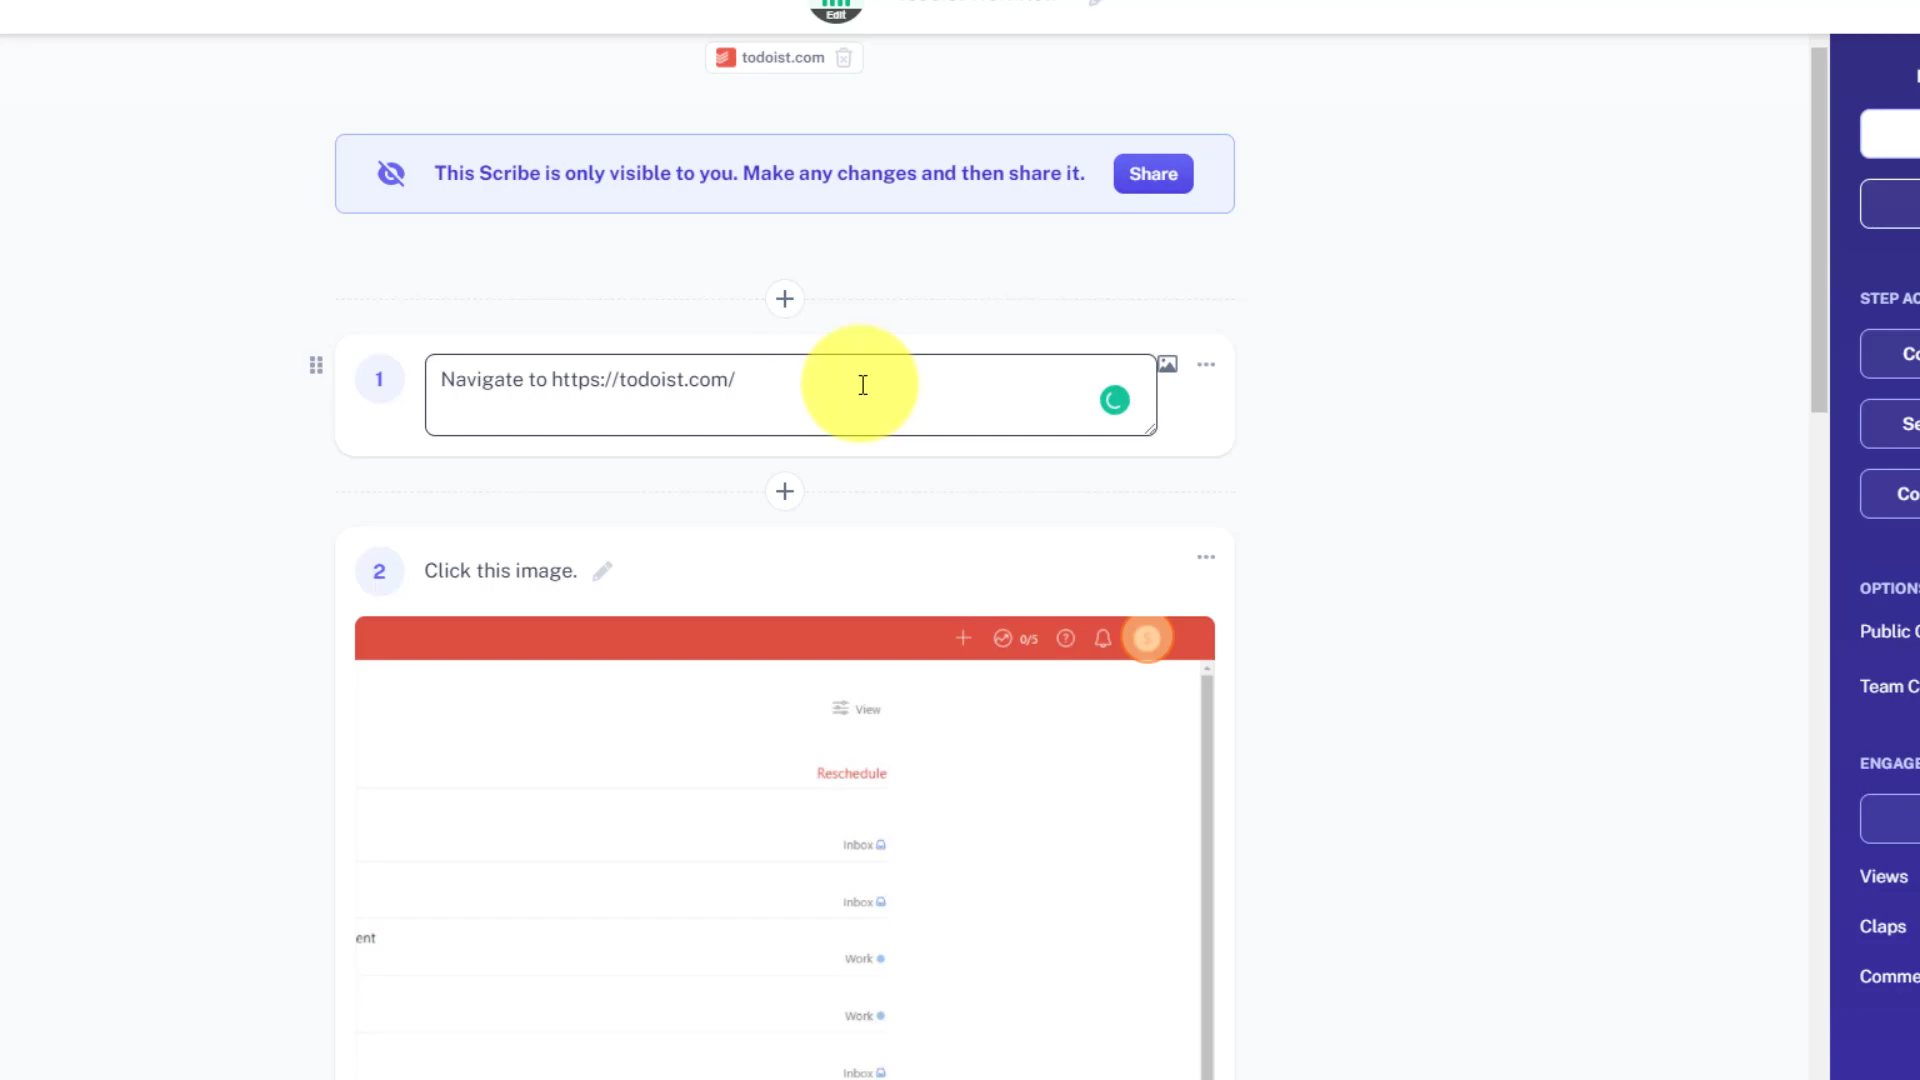 Edit
todoist.com
This Scribe is only visible to you. Make any changes and then share it.
Share
1
Navigate to https://todoist.com/
2
Click this image.
0/5
View
Reschedule
Inbox
Inbox
ent
Work
Work
Inbox
STEP AC
Co
Se
Co
OPTIONS
Public C
Team C
ENGAGE
Views
Claps
Comme